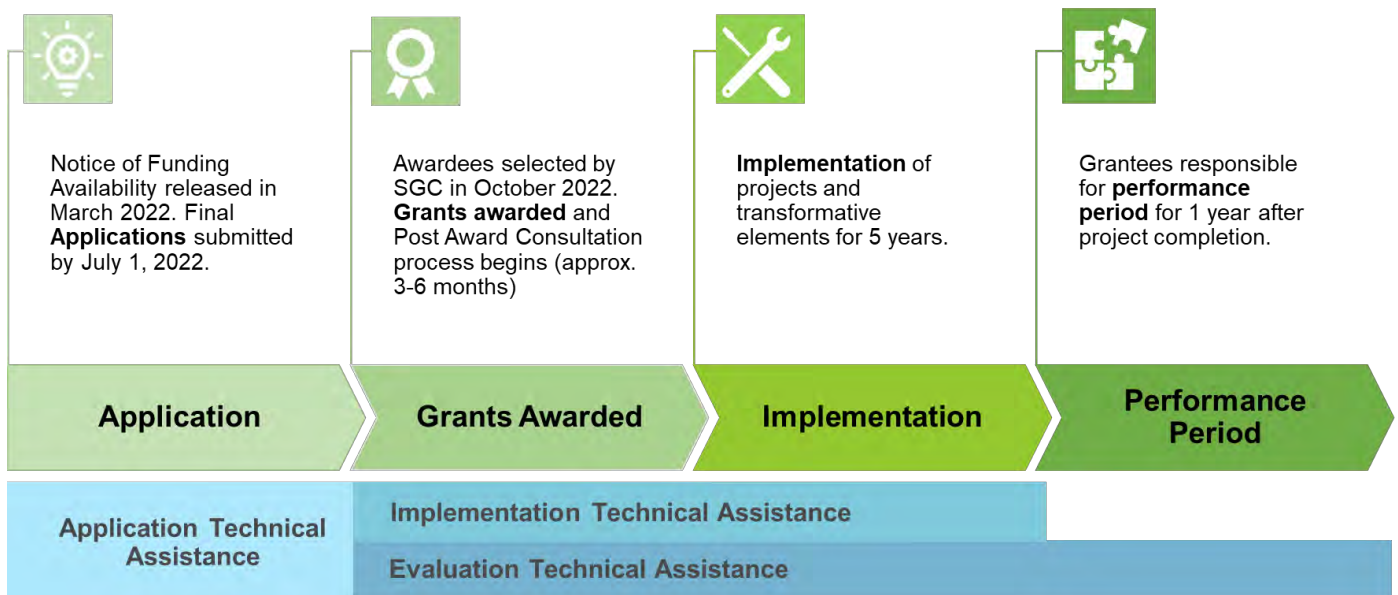 Notice of Funding
Availability released in
March 2022. Final
Applications submitted
by July 1, 2022.
Awardees selected by
SGC in October 2022.
Grants awarded and
Post Award Consultation
process begins (approx.
3-6 months)
Implementation of
projects and
transformative
elements for 5 years.
Grantees responsible
for performance
period for 1 year after
project completion.
Application
Grants Awarded
Implementation
Performance
Period
Application Technical
Assistance
Implementation Technical Assistance
Evaluation Technical Assistance